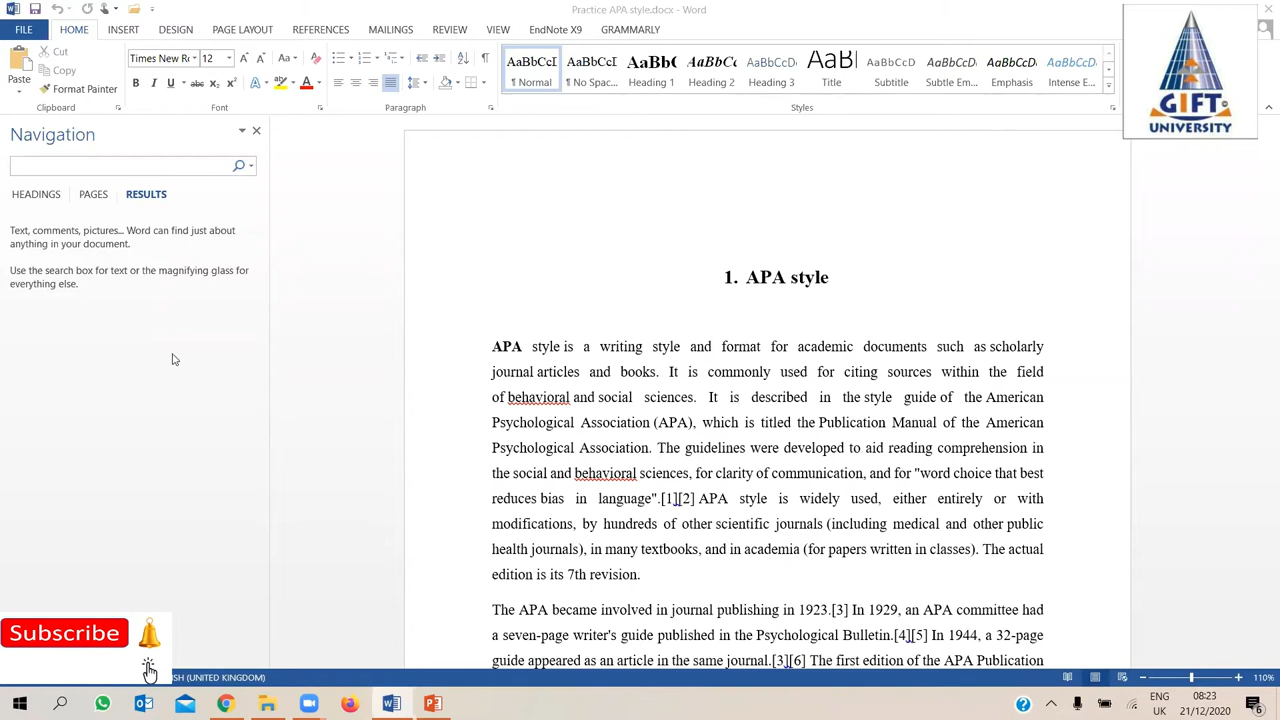 Practice APA style.docx - Word
FILE HOME INSERT DESIGN PAGE LAYOUT REFERENCES MAILINGS REVIEW VIEW EndNote X9 GRAMMARLY
Paste
Cut
Copy
Format Painter
Clipboard
Times New Ro
12
Aa
B I U abc x₂ x²
A
Font
Paragraph
AaBbCcI AaBbCcI AaBb( AaBbCc AaBbCcD AaBl AaBbCcD AaBbCcD AaBbCcD AaBbCcD
¶ Normal ¶ No Spac... Heading 1 Heading 2 Heading 3 Title Subtitle Subtle Em... Emphasis Intense E...
Styles
GIFT
UNIVERSITY
Navigation
HEADINGS PAGES RESULTS
Text, comments, pictures... Word can find just about
anything in your document.
Use the search box for text or the magnifying glass for
everything else.
1. APA style
APA style is a writing style and format for academic documents such as scholarly
journal articles and books. It is commonly used for citing sources within the field
of behavioral and social sciences. It is described in the style guide of the American
Psychological Association (APA), which is titled the Publication Manual of the American
Psychological Association. The guidelines were developed to aid reading comprehension in
the social and behavioral sciences, for clarity of communication, and for "word choice that best
reduces bias in language".[1][2] APA style is widely used, either entirely or with
modifications, by hundreds of other scientific journals (including medical and other public
health journals), in many textbooks, and in academia (for papers written in classes). The actual
edition is its 7th revision.
The APA became involved in journal publishing in 1923.[3] In 1929, an APA committee had
a seven-page writer's guide published in the Psychological Bulletin.[4][5] In 1944, a 32-page
guide appeared as an article in the same journal.[3][6] The first edition of the APA Publication
Subscribe
SH (UNITED KINGDOM)
110%
ENG
UK
08:23
21/12/2020
6